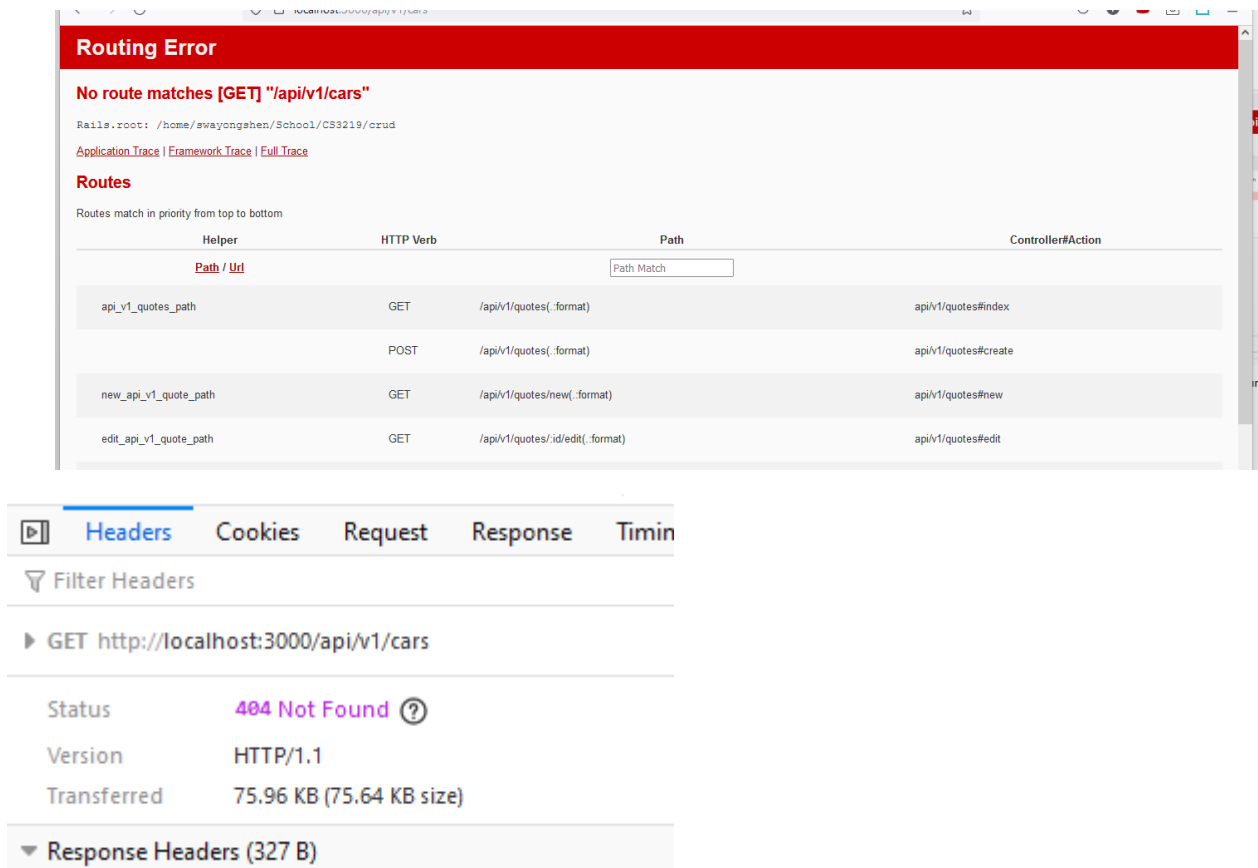 localhost:3000/api/v1/cars
Routing Error
No route matches [GET] "/api/v1/cars"
Rails.root: /home/swayongshen/School/CS3219/crud
Application Trace | Framework Trace | Full Trace
Routes
Routes match in priority from top to bottom
Helper HTTP Verb Path Controller#Action
Path / Url Path Match
api_v1_quotes_path GET /api/v1/quotes(.:format) api/v1/quotes#index
POST /api/v1/quotes(.:format) api/v1/quotes#create
new_api_v1_quote_path GET /api/v1/quotes/new(.:format) api/v1/quotes#new
edit_api_v1_quote_path GET /api/v1/quotes/:id/edit(.:format) api/v1/quotes#edit
Headers Cookies Request Response Timin
Filter Headers
GET http://localhost:3000/api/v1/cars
Status 404 Not Found
Version HTTP/1.1
Transferred 75.96 KB (75.64 KB size)
Response Headers (327 B)